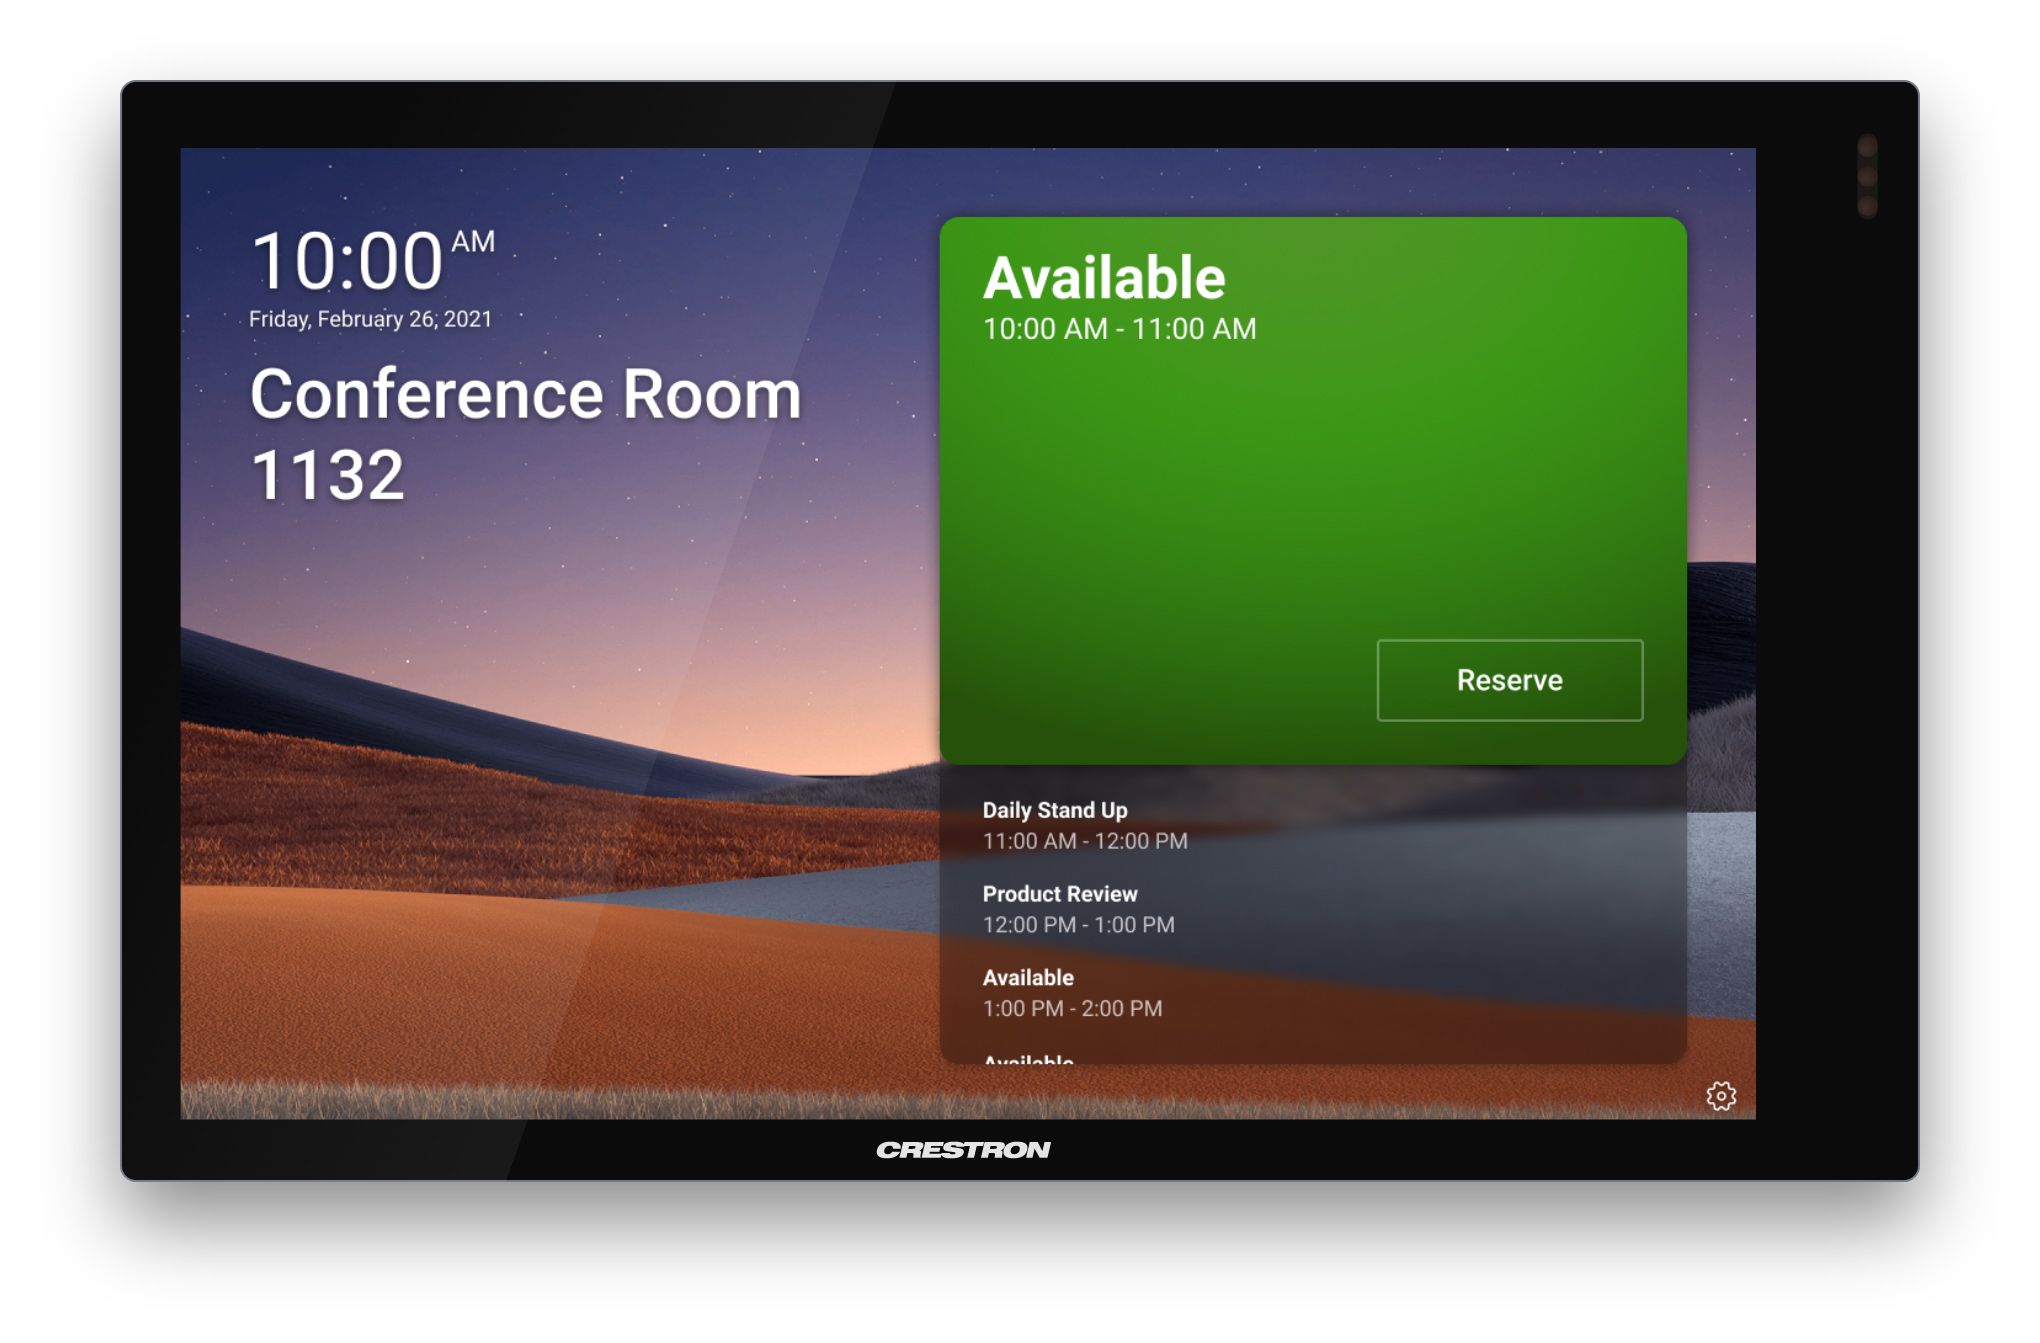 10:00 AM
Friday, February 26, 2021
Conference Room
1132
Available
10:00 AM - 11:00 AM
Reserve
Daily Stand Up
11:00 AM - 12:00 PM
Product Review
12:00 PM - 1:00 PM
Available
1:00 PM - 2:00 PM
Available
CRESTRON